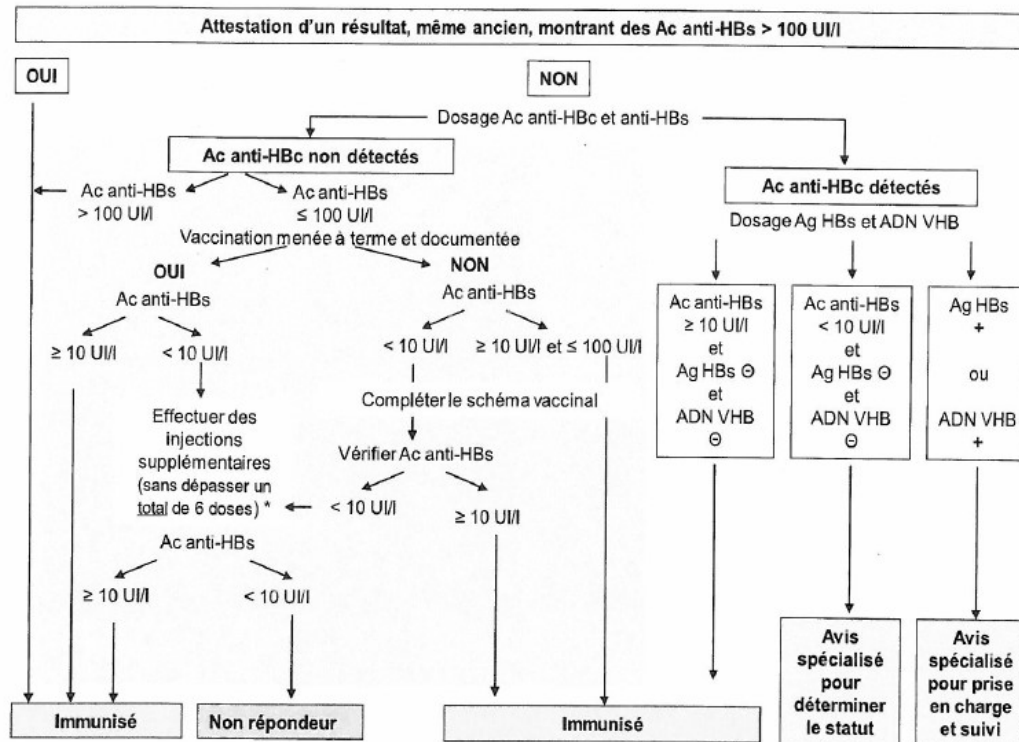 Attestation d'un résultat, même ancien, montrant des Ac anti-HBs > 100 UI/l
OUI
NON
Dosage Ac anti-HBc et anti-HBs
Ac anti-HBc non détectés
Ac anti-HBs
> 100 UI/l
Ac anti-HBs
≤ 100 UI/l
Vaccination menée à terme et documentée
OUI
Ac anti-HBs
≥ 10 UI/l
< 10 UI/l
Effectuer des
injections
supplémentaires
(sans dépasser un
total de 6 doses) *
Ac anti-HBs
≥ 10 UI/l
< 10 UI/l
NON
Ac anti-HBs
< 10 UI/l
≥ 10 UI/l et ≤ 100 UI/l
Compléter le schéma vaccinal
Vérifier Ac anti-HBs
< 10 UI/l
≥ 10 UI/l
Ac anti-HBc détectés
Dosage Ag HBs et ADN VHB
Ac anti-HBs
≥ 10 UI/l
et
Ag HBs Θ
et
ADN VHB
Θ
Ac anti-HBs
< 10 UI/l
et
Ag HBs Θ
et
ADN VHB
Θ
Ag HBs
+
ou
ADN VHB
+
Immunisé
Non répondeur
Immunisé
Avis
spécialisé
pour
déterminer
le statut
Avis
spécialisé
pour prise
en charge
et suivi